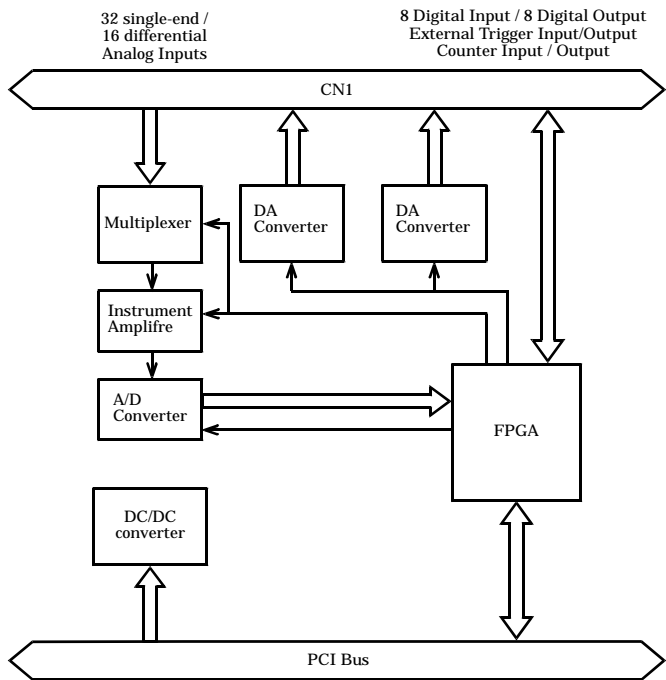 32 single-end /
16 differential
Analog Inputs
8 Digital Input / 8 Digital Output
External Trigger Input/Output
Counter Input / Output
CN1
Multiplexer
DA
Converter
DA
Converter
Instrument
Amplifre
A/D
Converter
FPGA
DC/DC
converter
PCI Bus